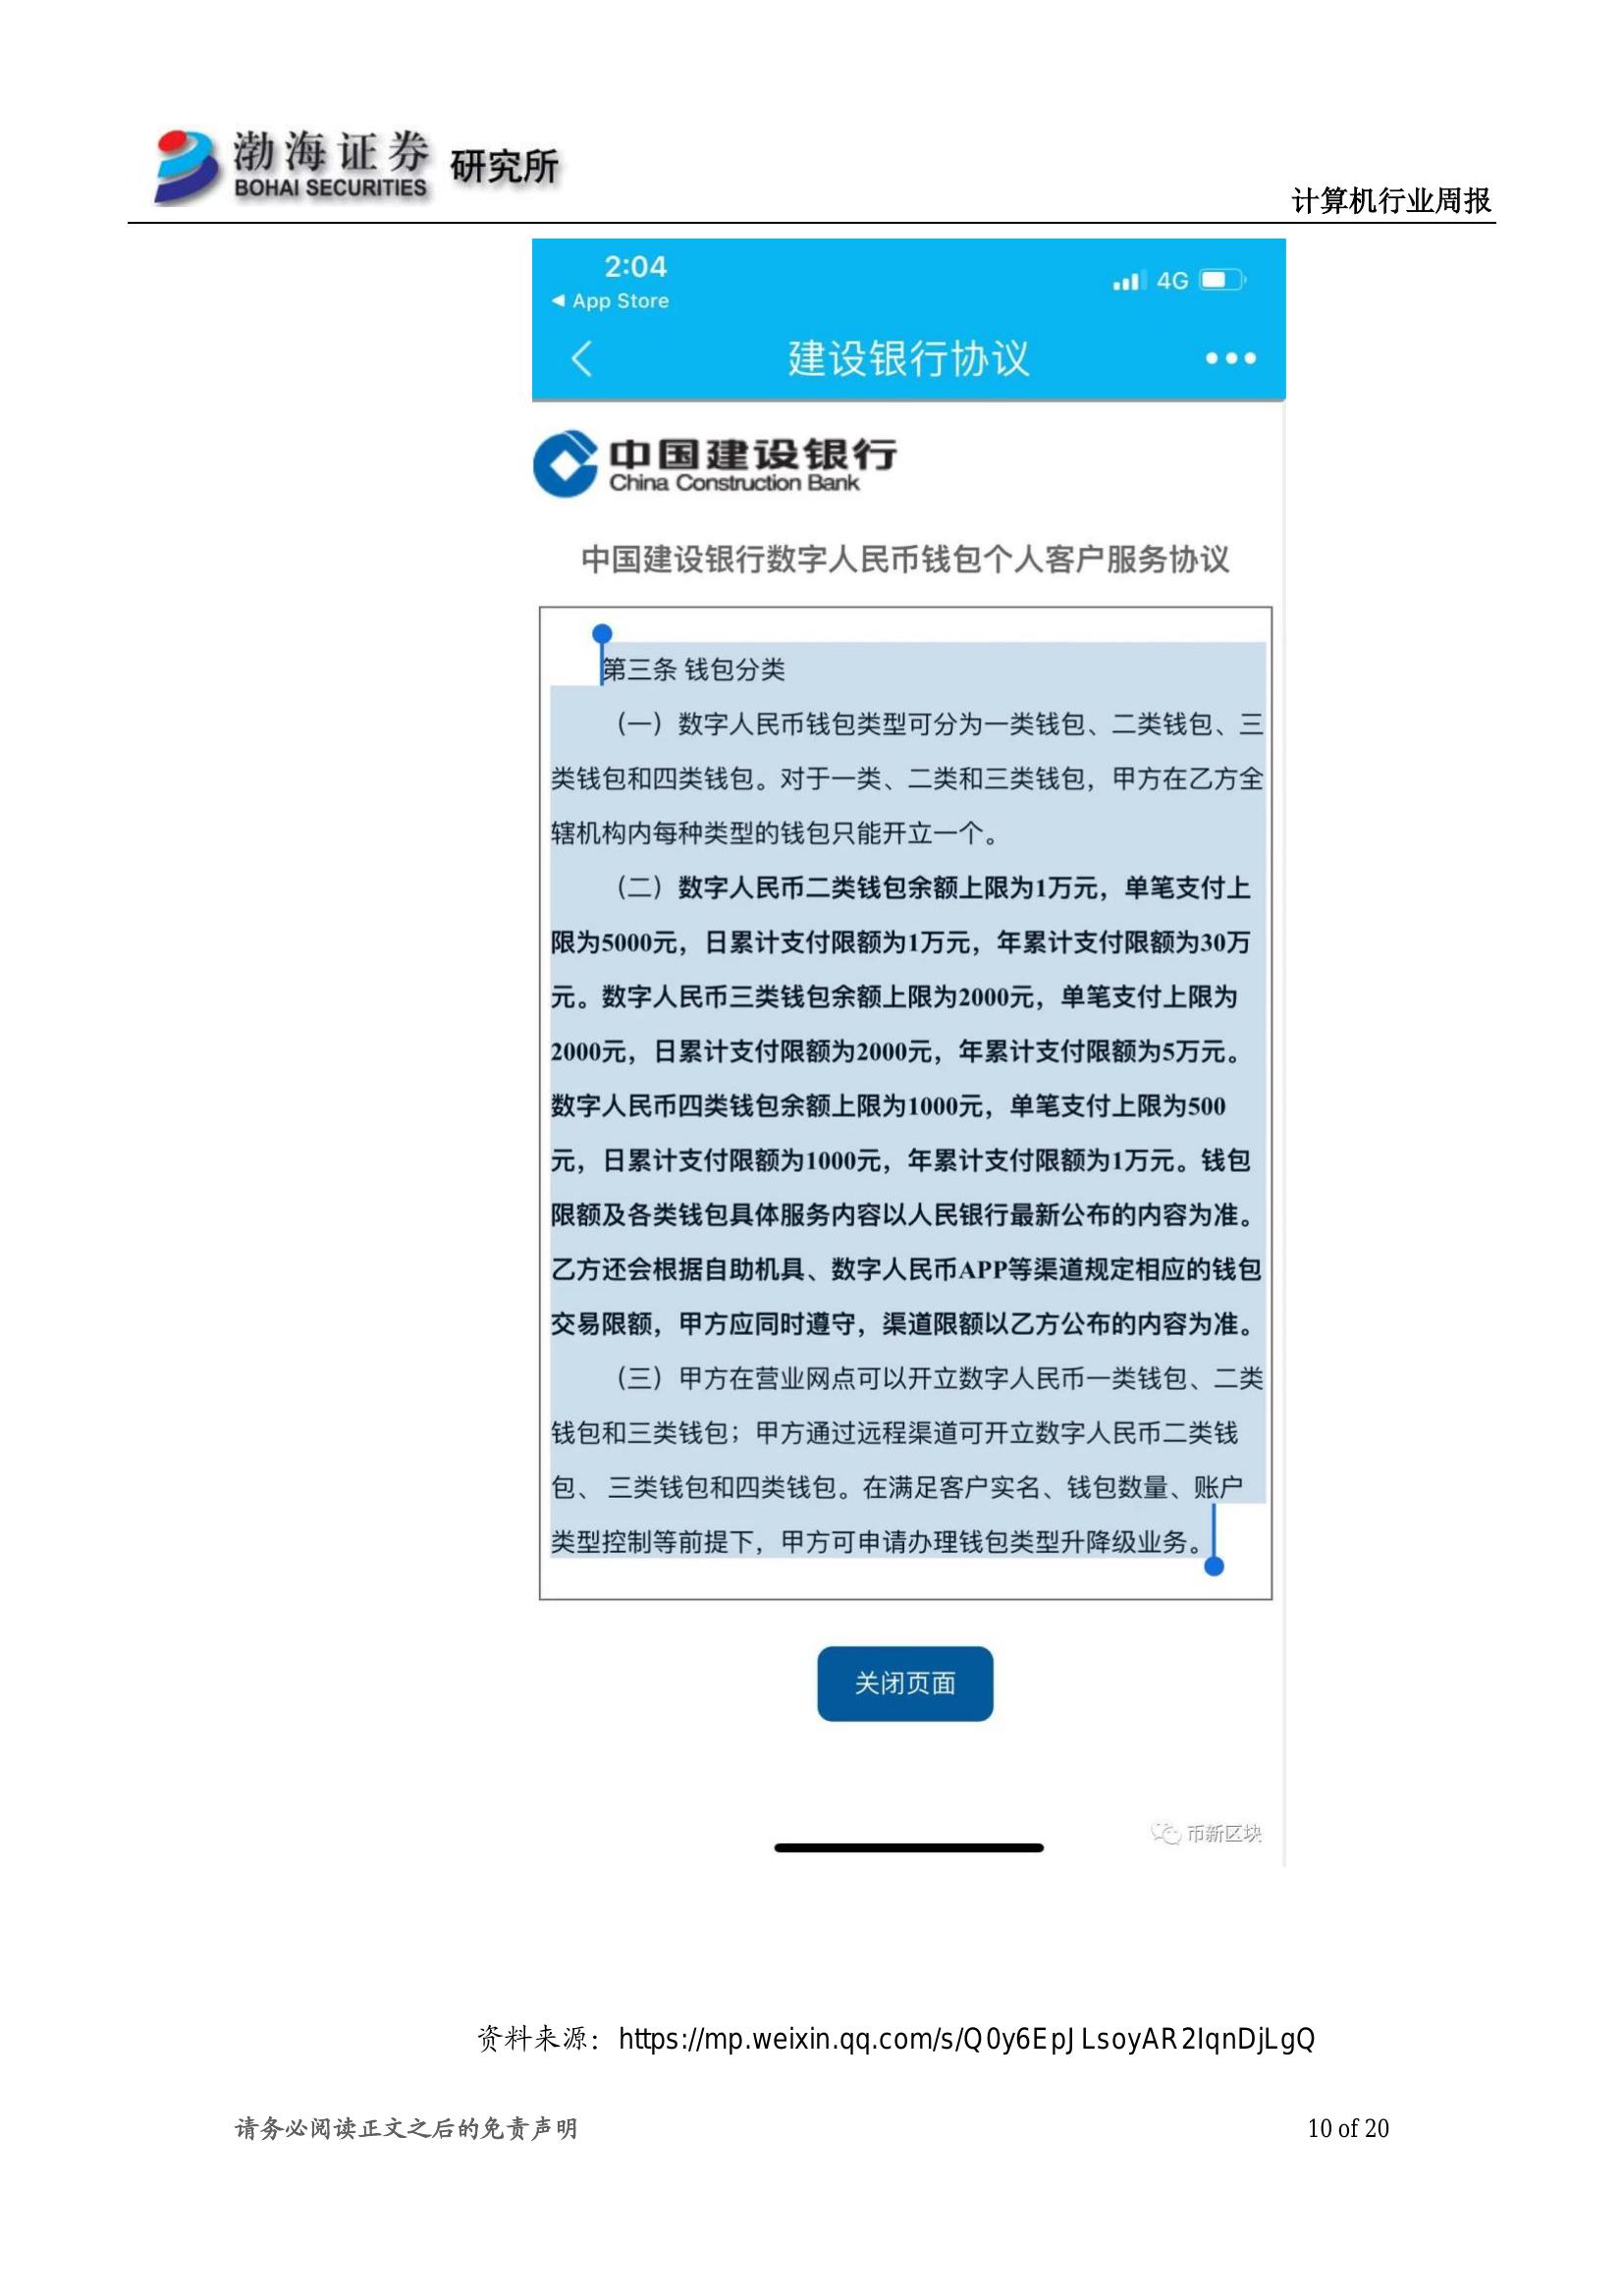 渤海证券 研究所
BOHAI SECURITIES
计算机行业周报
2:04
4G
◀ App Store
建设银行协议
中国建设银行
China Construction Bank
中国建设银行数字人民币钱包个人客户服务协议
第三条 钱包分类
（一）数字人民币钱包类型可分为一类钱包、二类钱包、三
类钱包和四类钱包。对于一类、二类和三类钱包，甲方在乙方全
辖机构内每种类型的钱包只能开立一个。
（二）数字人民币二类钱包余额上限为1万元，单笔支付上
限为5000元，日累计支付限额为1万元，年累计支付限额为30万
元。数字人民币三类钱包余额上限为2000元，单笔支付上限为
2000元，日累计支付限额为2000元，年累计支付限额为5万元。
数字人民币四类钱包余额上限为1000元，单笔支付上限为500
元，日累计支付限额为1000元，年累计支付限额为1万元。钱包
限额及各类钱包具体服务内容以人民银行最新公布的内容为准。
乙方还会根据自助机具、数字人民币APP等渠道规定相应的钱包
交易限额，甲方应同时遵守，渠道限额以乙方公布的内容为准。
（三）甲方在营业网点可以开立数字人民币一类钱包、二类
钱包和三类钱包；甲方通过远程渠道可开立数字人民币二类钱
包、 三类钱包和四类钱包。在满足客户实名、钱包数量、账户
类型控制等前提下，甲方可申请办理钱包类型升降级业务。
关闭页面
币新区块
资料来源：https://mp.weixin.qq.com/s/Q0y6EpJLsoyAR2IqnDjLgQ
请务必阅读正文之后的免责声明
10 of 20